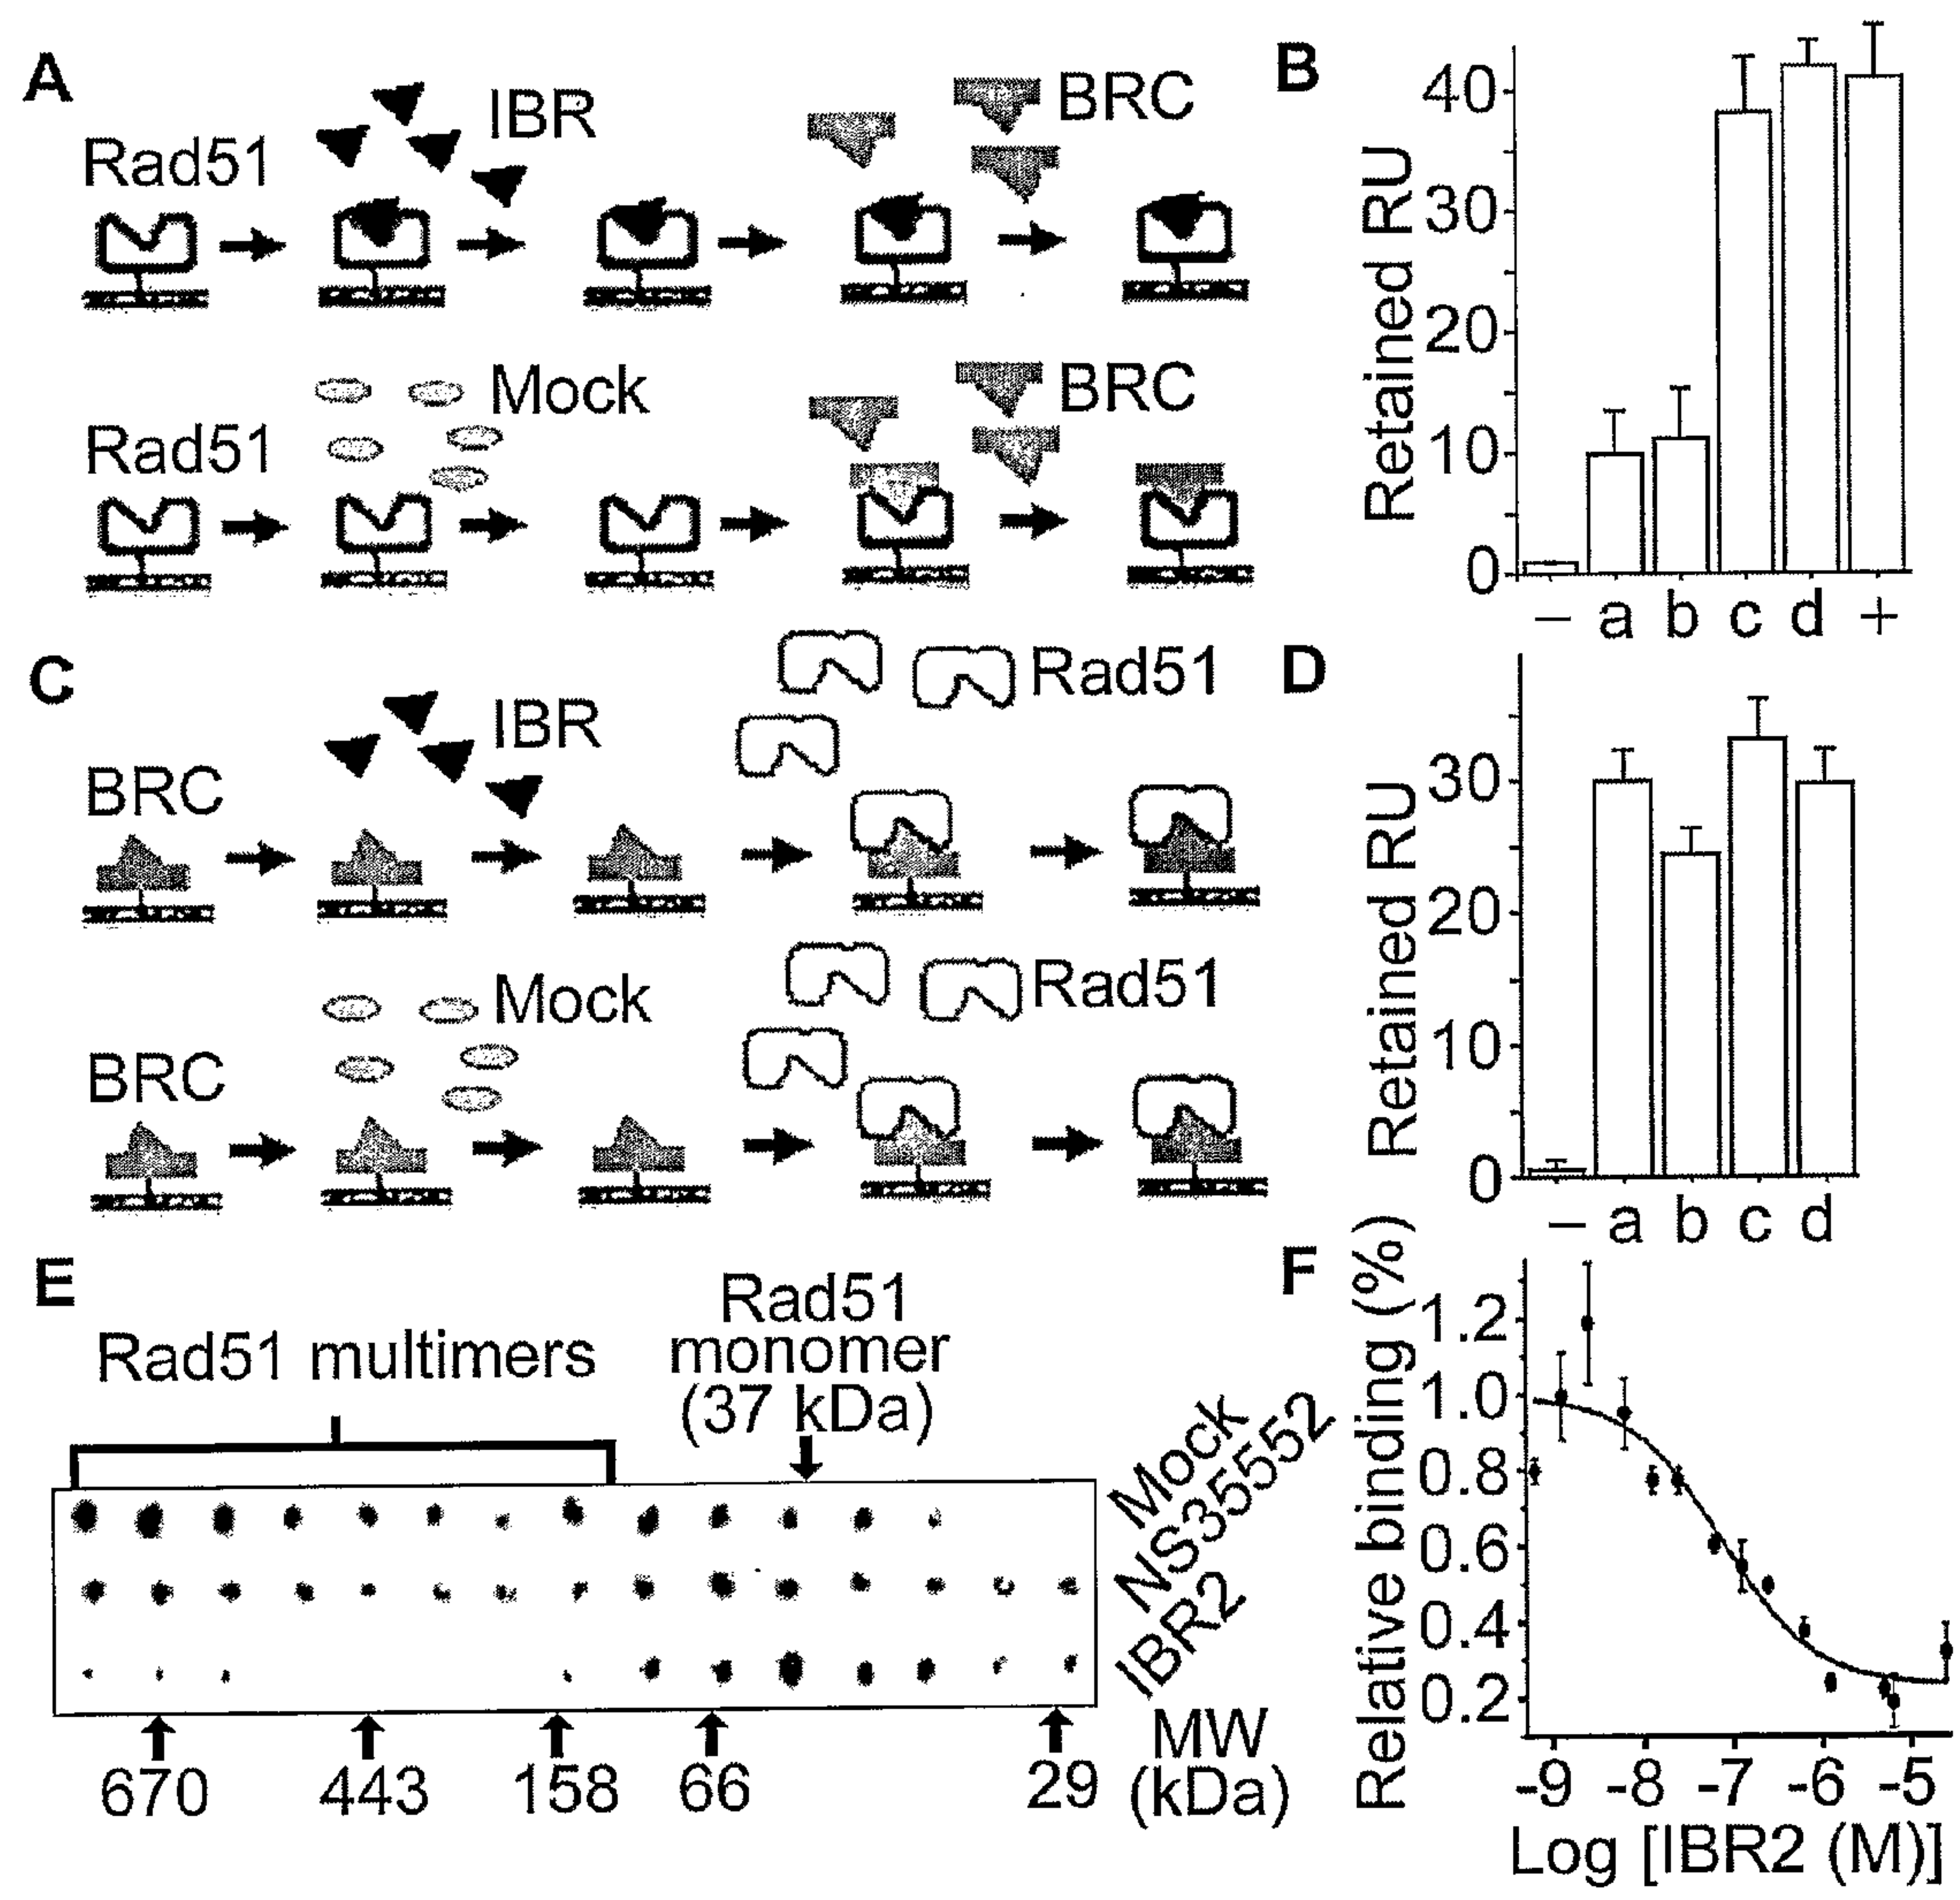 A
IBR
BRC
Rad51
Mock
BRC
Rad51
B
Retained RU
40
30
20
10
0
– a b c d +
C
Rad51
IBR
BRC
Rad51
Mock
BRC
D
Retained RU
30
20
10
0
– a b c d
E
Rad51 multimers
Rad51
monomer
(37 kDa)
Mock
NS35552
IBR2
670 443 158 66 29
MW
(kDa)
F
Relative binding (%)
1.2
1.0
0.8
0.6
0.4
0.2
-9 -8 -7 -6 -5
Log [IBR2 (M)]